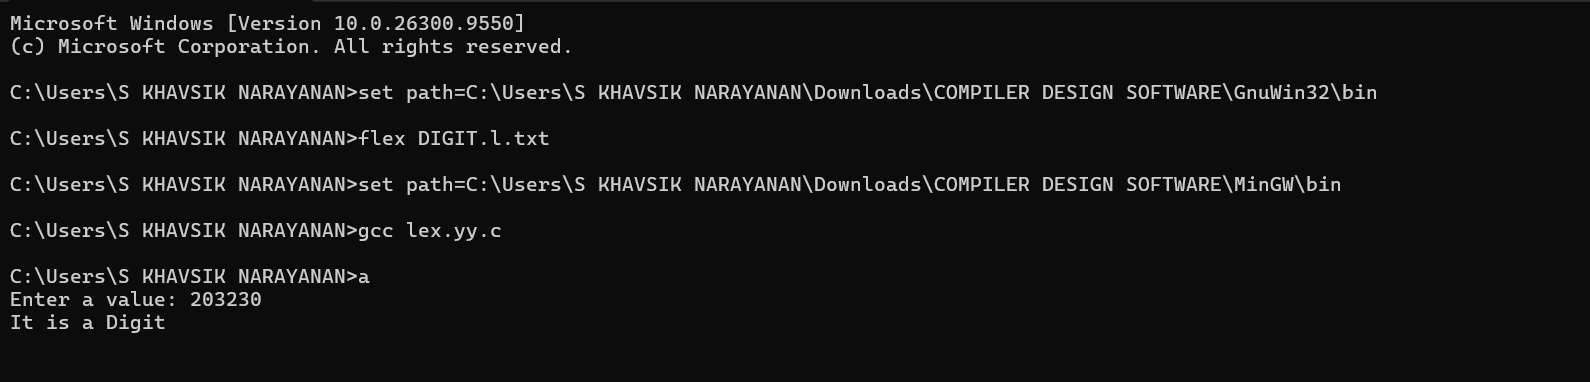 Microsoft Windows [Version 10.0.26300.9550]
(c) Microsoft Corporation. All rights reserved.
C:\Users\S KHAVSIK NARAYANAN>set path=C:\Users\S KHAVSIK NARAYANAN\Downloads\COMPILER DESIGN SOFTWARE\GnuWin32\bin
C:\Users\S KHAVSIK NARAYANAN>flex DIGIT.l.txt
C:\Users\S KHAVSIK NARAYANAN>set path=C:\Users\S KHAVSIK NARAYANAN\Downloads\COMPILER DESIGN SOFTWARE\MinGW\bin
C:\Users\S KHAVSIK NARAYANAN>gcc lex.yy.c
C:\Users\S KHAVSIK NARAYANAN>a
Enter a value: 203230
It is a Digit